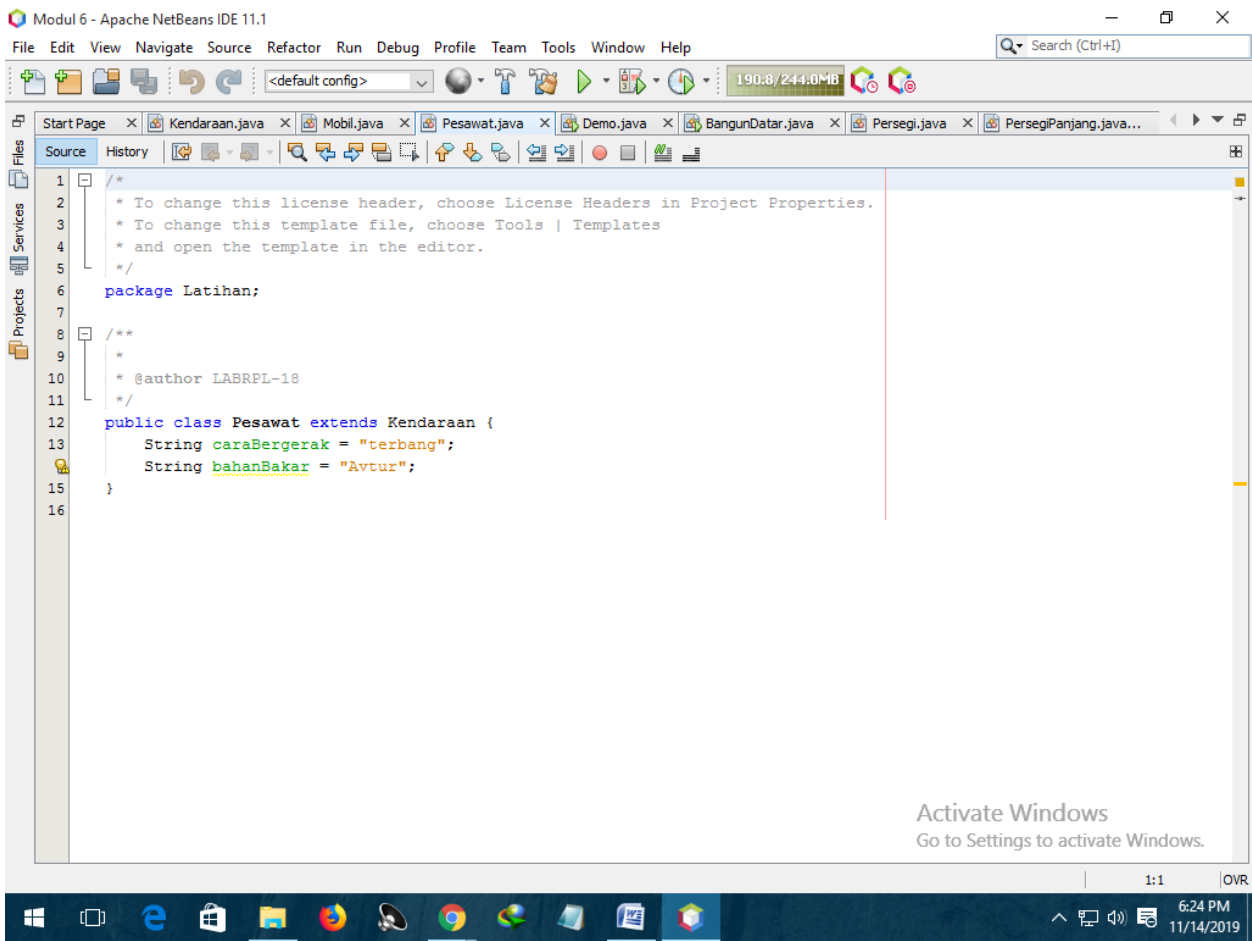 Modul 6 - Apache NetBeans IDE 11.1
File Edit View Navigate Source Refactor Run Debug Profile Team Tools Window Help
Search (Ctrl+I)
<default config>
190.8/244.0MB
Start Page Kendaraan.java Mobil.java Pesawat.java Demo.java BangunDatar.java Persegi.java PersegiPanjang.java...
Files
Services
Projects
Source History
1 /*
2 * To change this license header, choose License Headers in Project Properties.
3 * To change this template file, choose Tools | Templates
4 * and open the template in the editor.
5 */
6 package Latihan;
7
8 /**
9 *
10 * @author LABRPL-18
11 */
12 public class Pesawat extends Kendaraan {
13 String caraBergerak = "terbang";
String bahanBakar = "Avtur";
15 }
16
Activate Windows
Go to Settings to activate Windows.
1:1 OVR
6:24 PM
11/14/2019